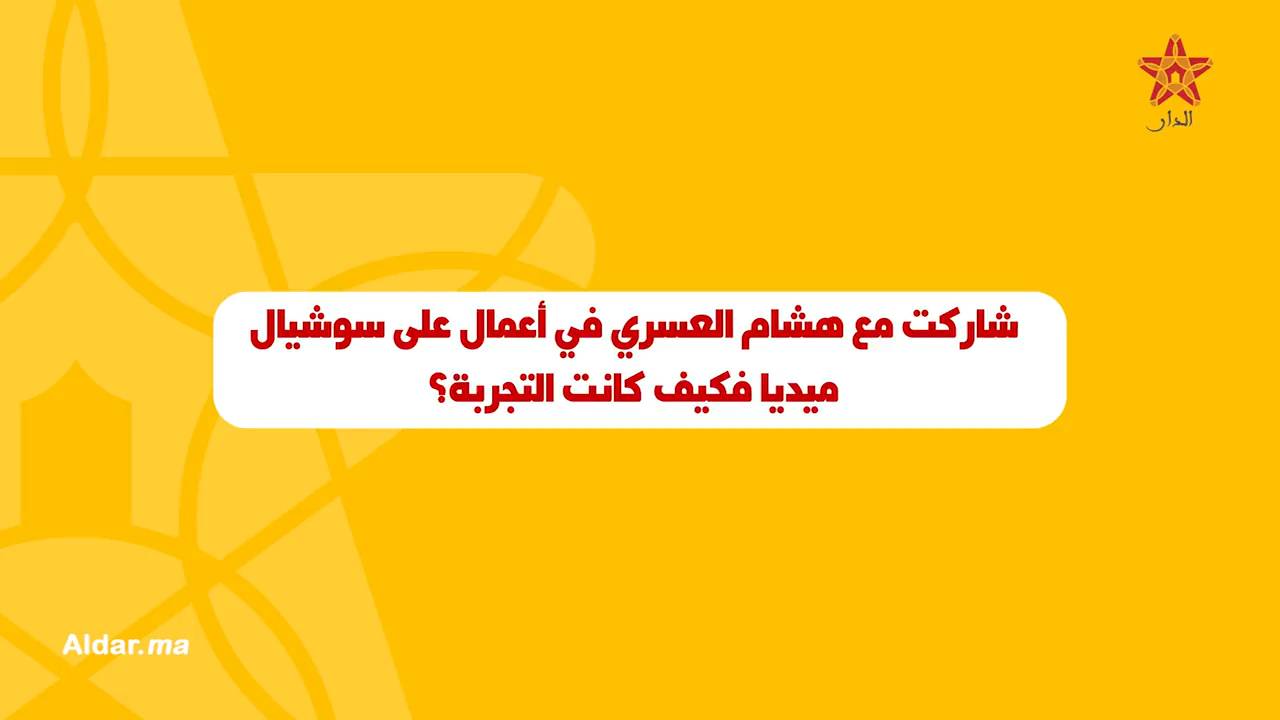 الدار
شاركت مع هشام العسري في أعمال على سوشيال
ميديا فكيف كانت التجربة؟
Aldar.ma